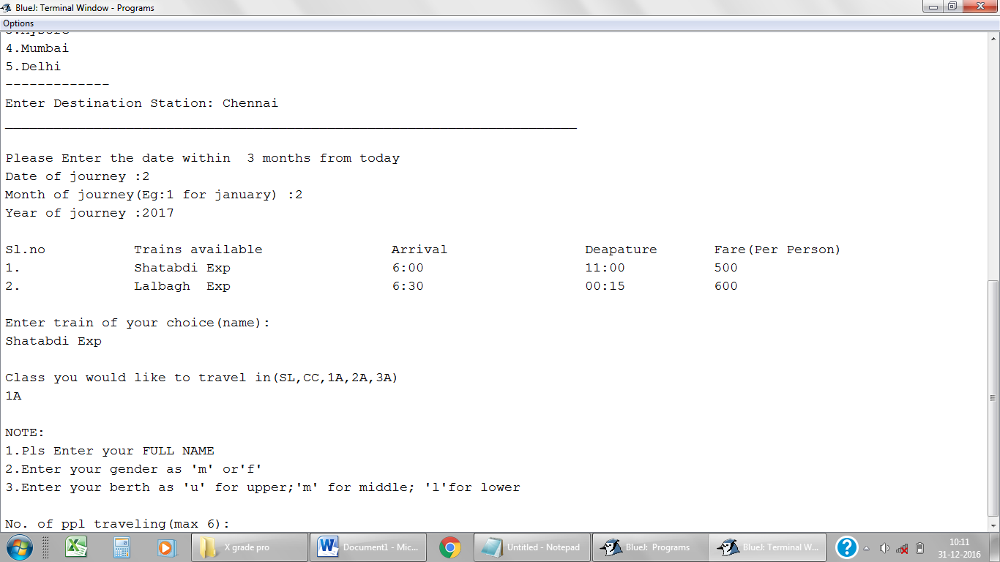 BlueJ: Terminal Window - Programs
Options
4.Mumbai
5.Delhi
-------------
Enter Destination Station: Chennai
_______________________________________________________________________
Please Enter the date within  3 months from today
Date of journey :2
Month of journey(Eg:1 for january) :2
Year of journey :2017
Sl.no Trains available Arrival Deapature Fare(Per Person)
1. Shatabdi Exp 6:00 11:00 500
2. Lalbagh  Exp 6:30 00:15 600
Enter train of your choice(name):
Shatabdi Exp
Class you would like to travel in(SL,CC,1A,2A,3A)
1A
NOTE:
1.Pls Enter your FULL NAME
2.Enter your gender as 'm' or'f'
3.Enter your berth as 'u' for upper;'m' for middle; 'l'for lower
No. of ppl traveling(max 6):
X grade pro Document1 - Mic... Untitled - Notepad BlueJ:  Programs BlueJ: Terminal W... 10:11
31-12-2016